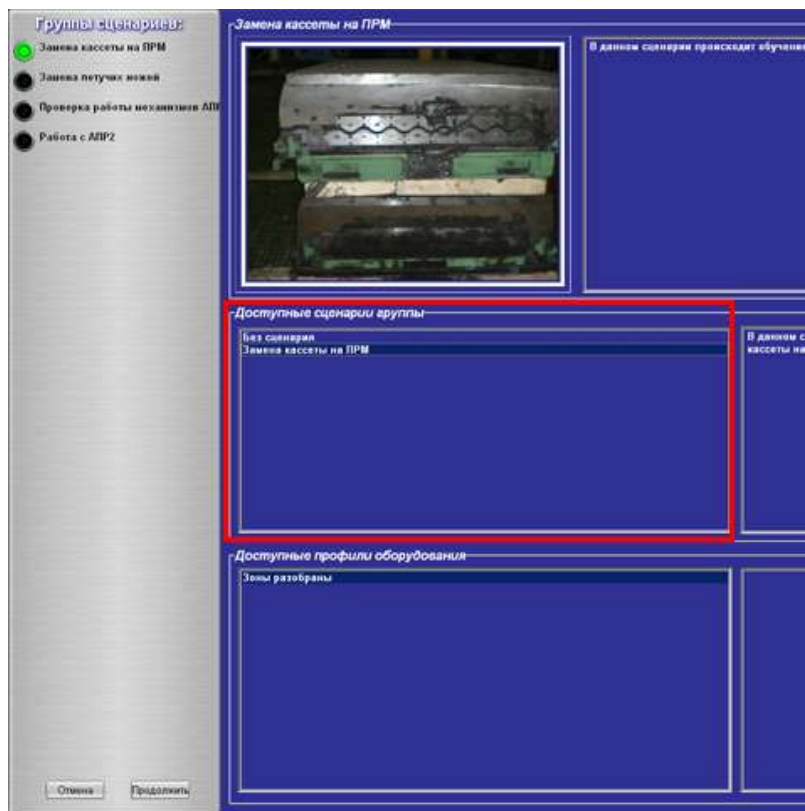 Группы сценариев:
Замена кассеты на ПРМ
Замена летучих ножей
Проверка работы механизмов АПР
Работа с АПР2
Замена кассеты на ПРМ
В данном сценарии происходит обучение
Доступные сценарии группы
Без сценария
Замена кассеты на ПРМ
В данном с
кассеты на
Доступные профили оборудования
Зоны разобраны
Отмена
Продолжить